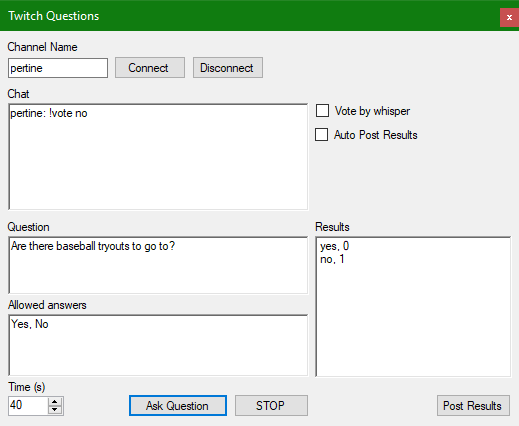 Twitch Questions
x
Channel Name
pertine
Connect
Disconnect
Chat
pertine: !vote no
Vote by whisper
Auto Post Results
Question
Are there baseball tryouts to go to?
Results
yes, 0
no, 1
Allowed answers
Yes, No
Time (s)
40
Ask Question
STOP
Post Results